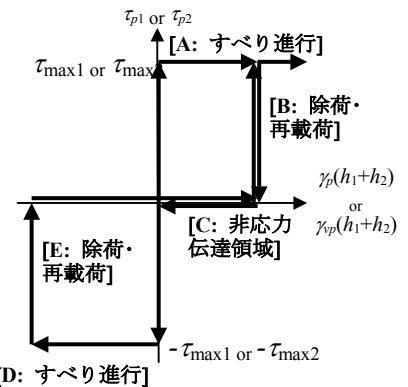 τp1 or τp2
[A: すべり進行]
τmax1 or τmax
[B: 除荷・
再載荷]
γp(h1+h2)
or
γvp(h1+h2)
[C: 非応力
伝達領域]
[E: 除荷・
再載荷]
-τmax1 or -τmax2
D: すべり進行]